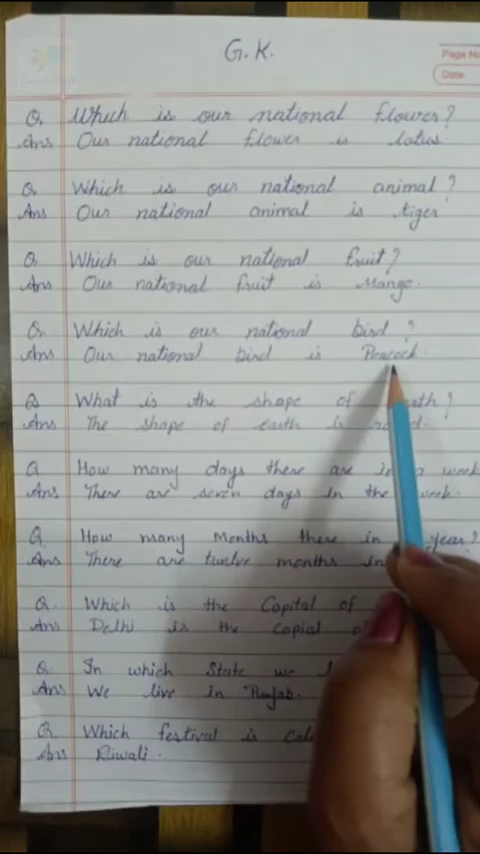 G.K.
Page No
Date
Q. Which is our national flower?
Ans Our national flower is lotus
Q. Which is our national animal?
Ans Our national animal is tiger
Q. Which is our national fruit?
Ans Our national fruit is Mango.
Q. Which is our national bird?
Ans Our national bird is Peacock.
Q. What is the shape of earth?
Ans The shape of earth is
Q. How many days there are in a week
Ans There are seven days in the week.
Q. How many Months there in year?
Ans There are twelve months in
Q. Which is the Capital of
Ans Delhi is the copial of
Q. In which State we
Ans We live in Punjab.
Q. Which festival is
Ans Diwali.